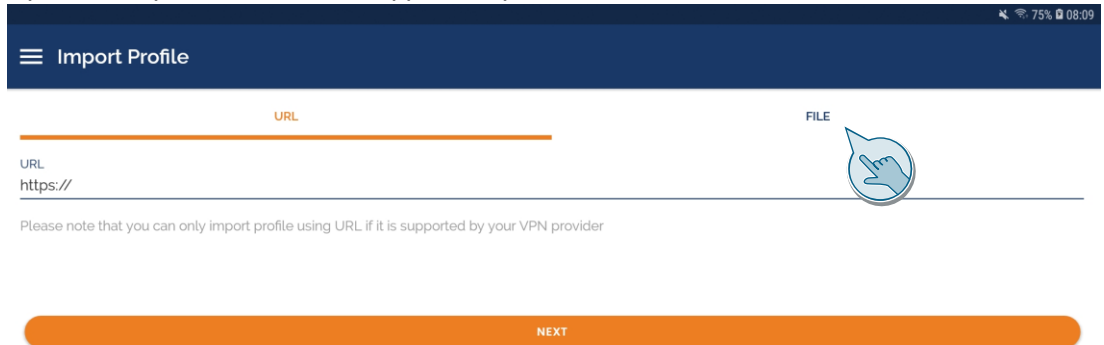 75% 08:09
Import Profile
URL
FILE
URL
https://
Please note that you can only import profile using URL if it is supported by your VPN provider
NEXT